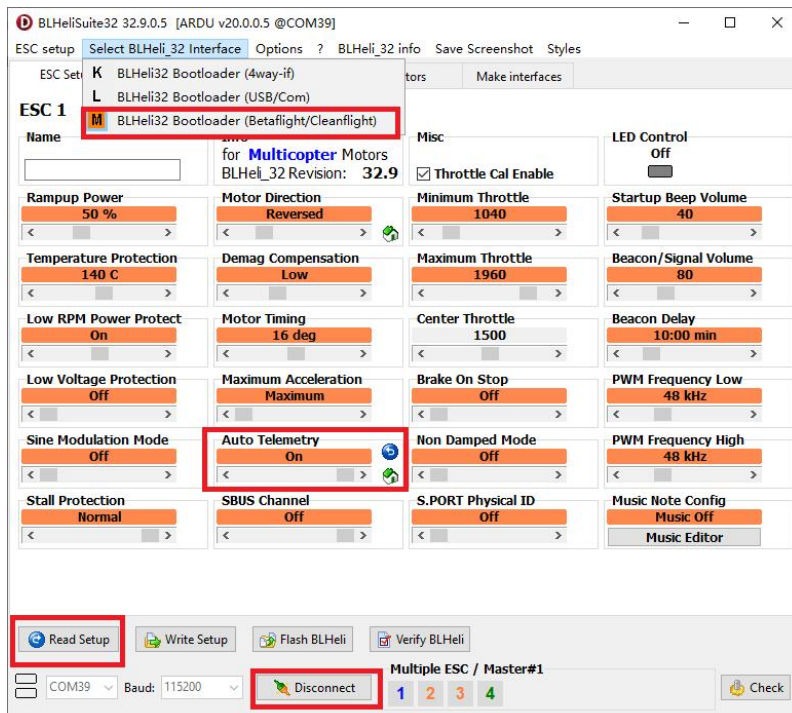 BLHeliSuite32 32.9.0.5 [ARDU v20.0.0.5 @COM39]
ESC setup Select BLHeli_32 Interface Options ? BLHeli_32 info Save Screenshot Styles
ESC Set tors Make interfaces
K BLHeli32 Bootloader (4way-if)
L BLHeli32 Bootloader (USB/Com)
M BLHeli32 Bootloader (Betaflight/Cleanflight)
ESC 1
Name Misc LED Control
for Multicopter Motors Off
BLHeli_32 Revision: 32.9 Throttle Cal Enable
Rampup Power Motor Direction Minimum Throttle Startup Beep Volume
50 % Reversed 1040 40
Temperature Protection Demag Compensation Maximum Throttle Beacon/Signal Volume
140 C Low 1960 80
Low RPM Power Protect Motor Timing Center Throttle Beacon Delay
On 16 deg 1500 10:00 min
Low Voltage Protection Maximum Acceleration Brake On Stop PWM Frequency Low
Off Maximum Off 48 kHz
Sine Modulation Mode Auto Telemetry Non Damped Mode PWM Frequency High
Off On Off 48 kHz
Stall Protection SBUS Channel S.PORT Physical ID Music Note Config
Normal Off Off Music Off
Music Editor
Read Setup Write Setup Flash BLHeli Verify BLHeli
Multiple ESC / Master#1
COM39 Baud: 115200 Disconnect 1 2 3 4 Check